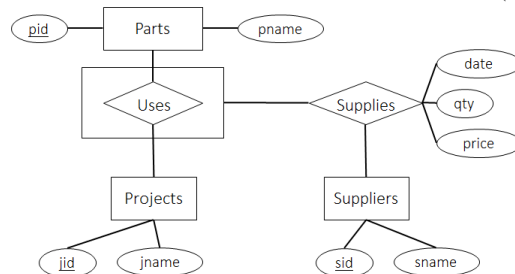 pid
Parts
pname
date
Uses
Supplies
qty
price
Projects
Suppliers
jid
jname
sid
sname